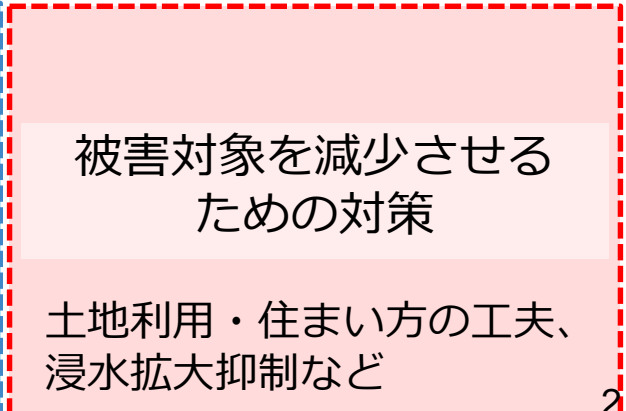 被害対象を減少させる
ための対策
土地利用・住まい方の工夫、
浸水拡大抑制など
2